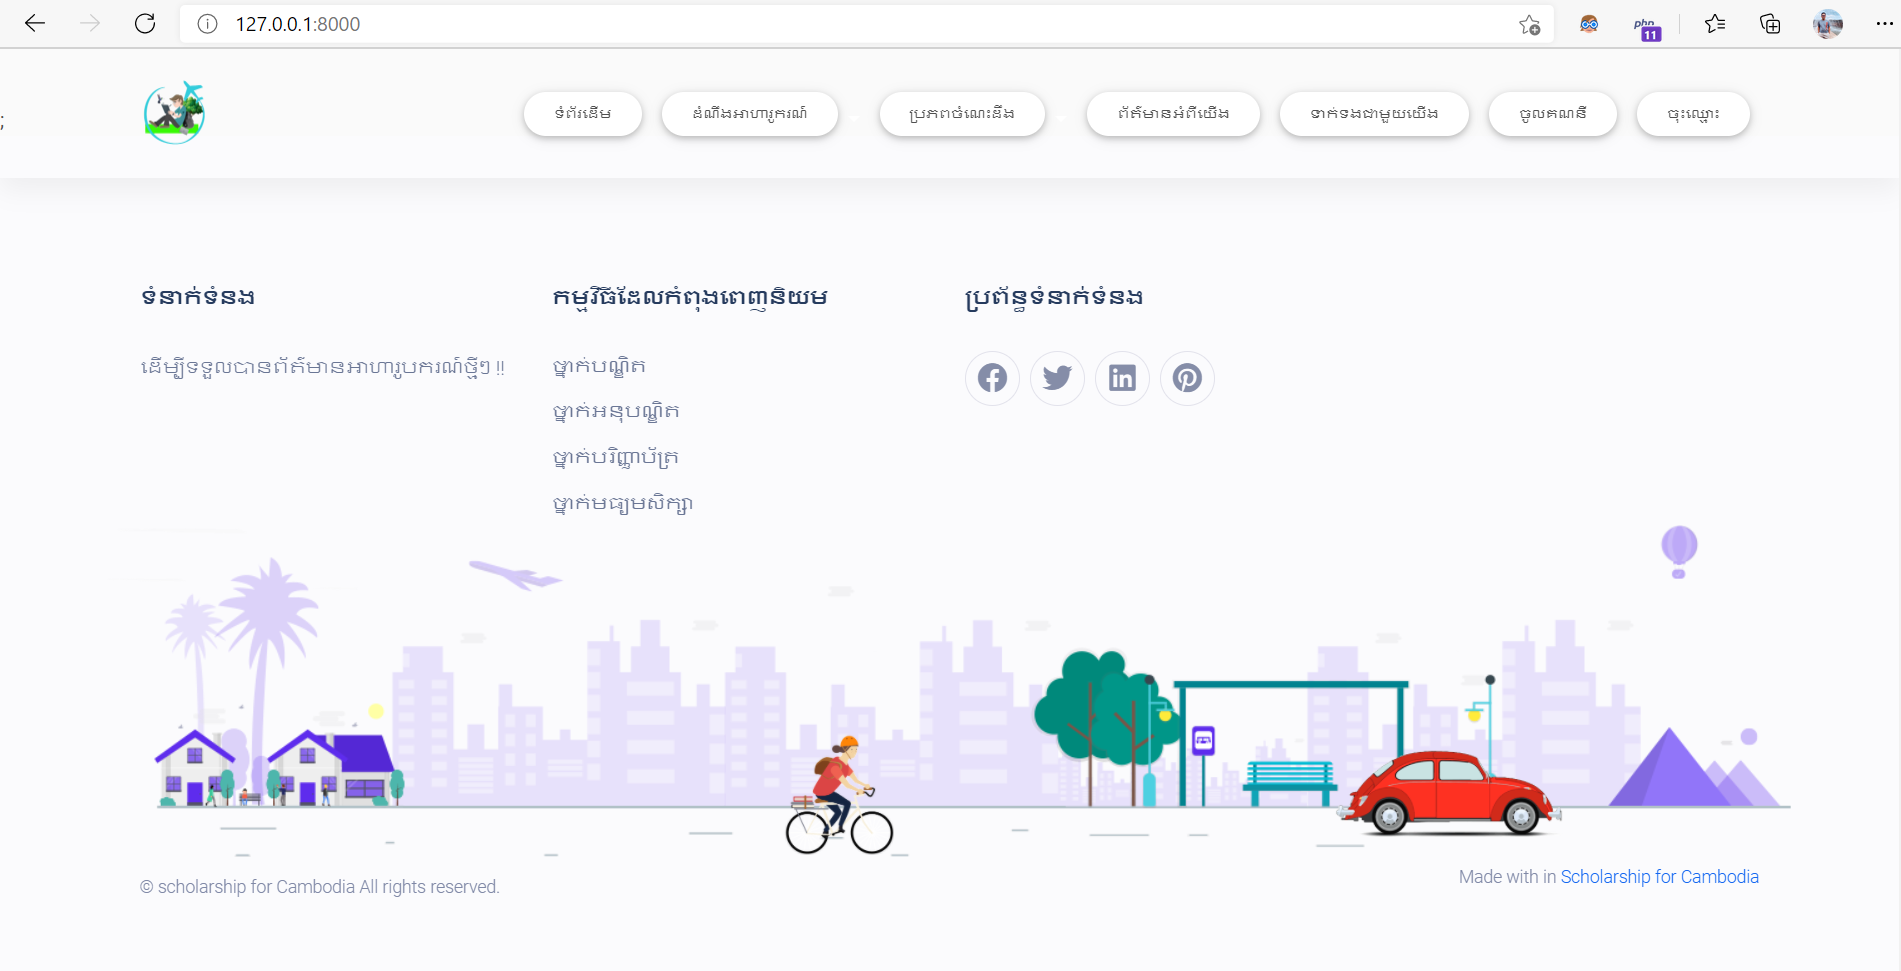 127.0.0.1:8000
php
11
;
ទំព័រដើម
ដំណឹងអាហារូករណ៍
ប្រភពចំណេះដឹង
ព័ត៍មានអំពីយើង
ទាក់ទងជាមួយយើង
ចូលគណនី
ចុះឈ្មោះ
ទំនាក់ទំនង
កម្មវិធីដែលកំពុងពេញនិយម
ប្រព័ន្ធទំនាក់ទំនង
ដើម្បីទទួលបានព័ត៍មានអាហារូបករណ៍ថ្មីៗ !!
ថ្នាក់បណ្ឌិត
ថ្នាក់អនុបណ្ឌិត
ថ្នាក់បរិញ្ញាប័ត្រ
ថ្នាក់មធ្យមសិក្សា
© scholarship for Cambodia All rights reserved.
Made with in Scholarship for Cambodia